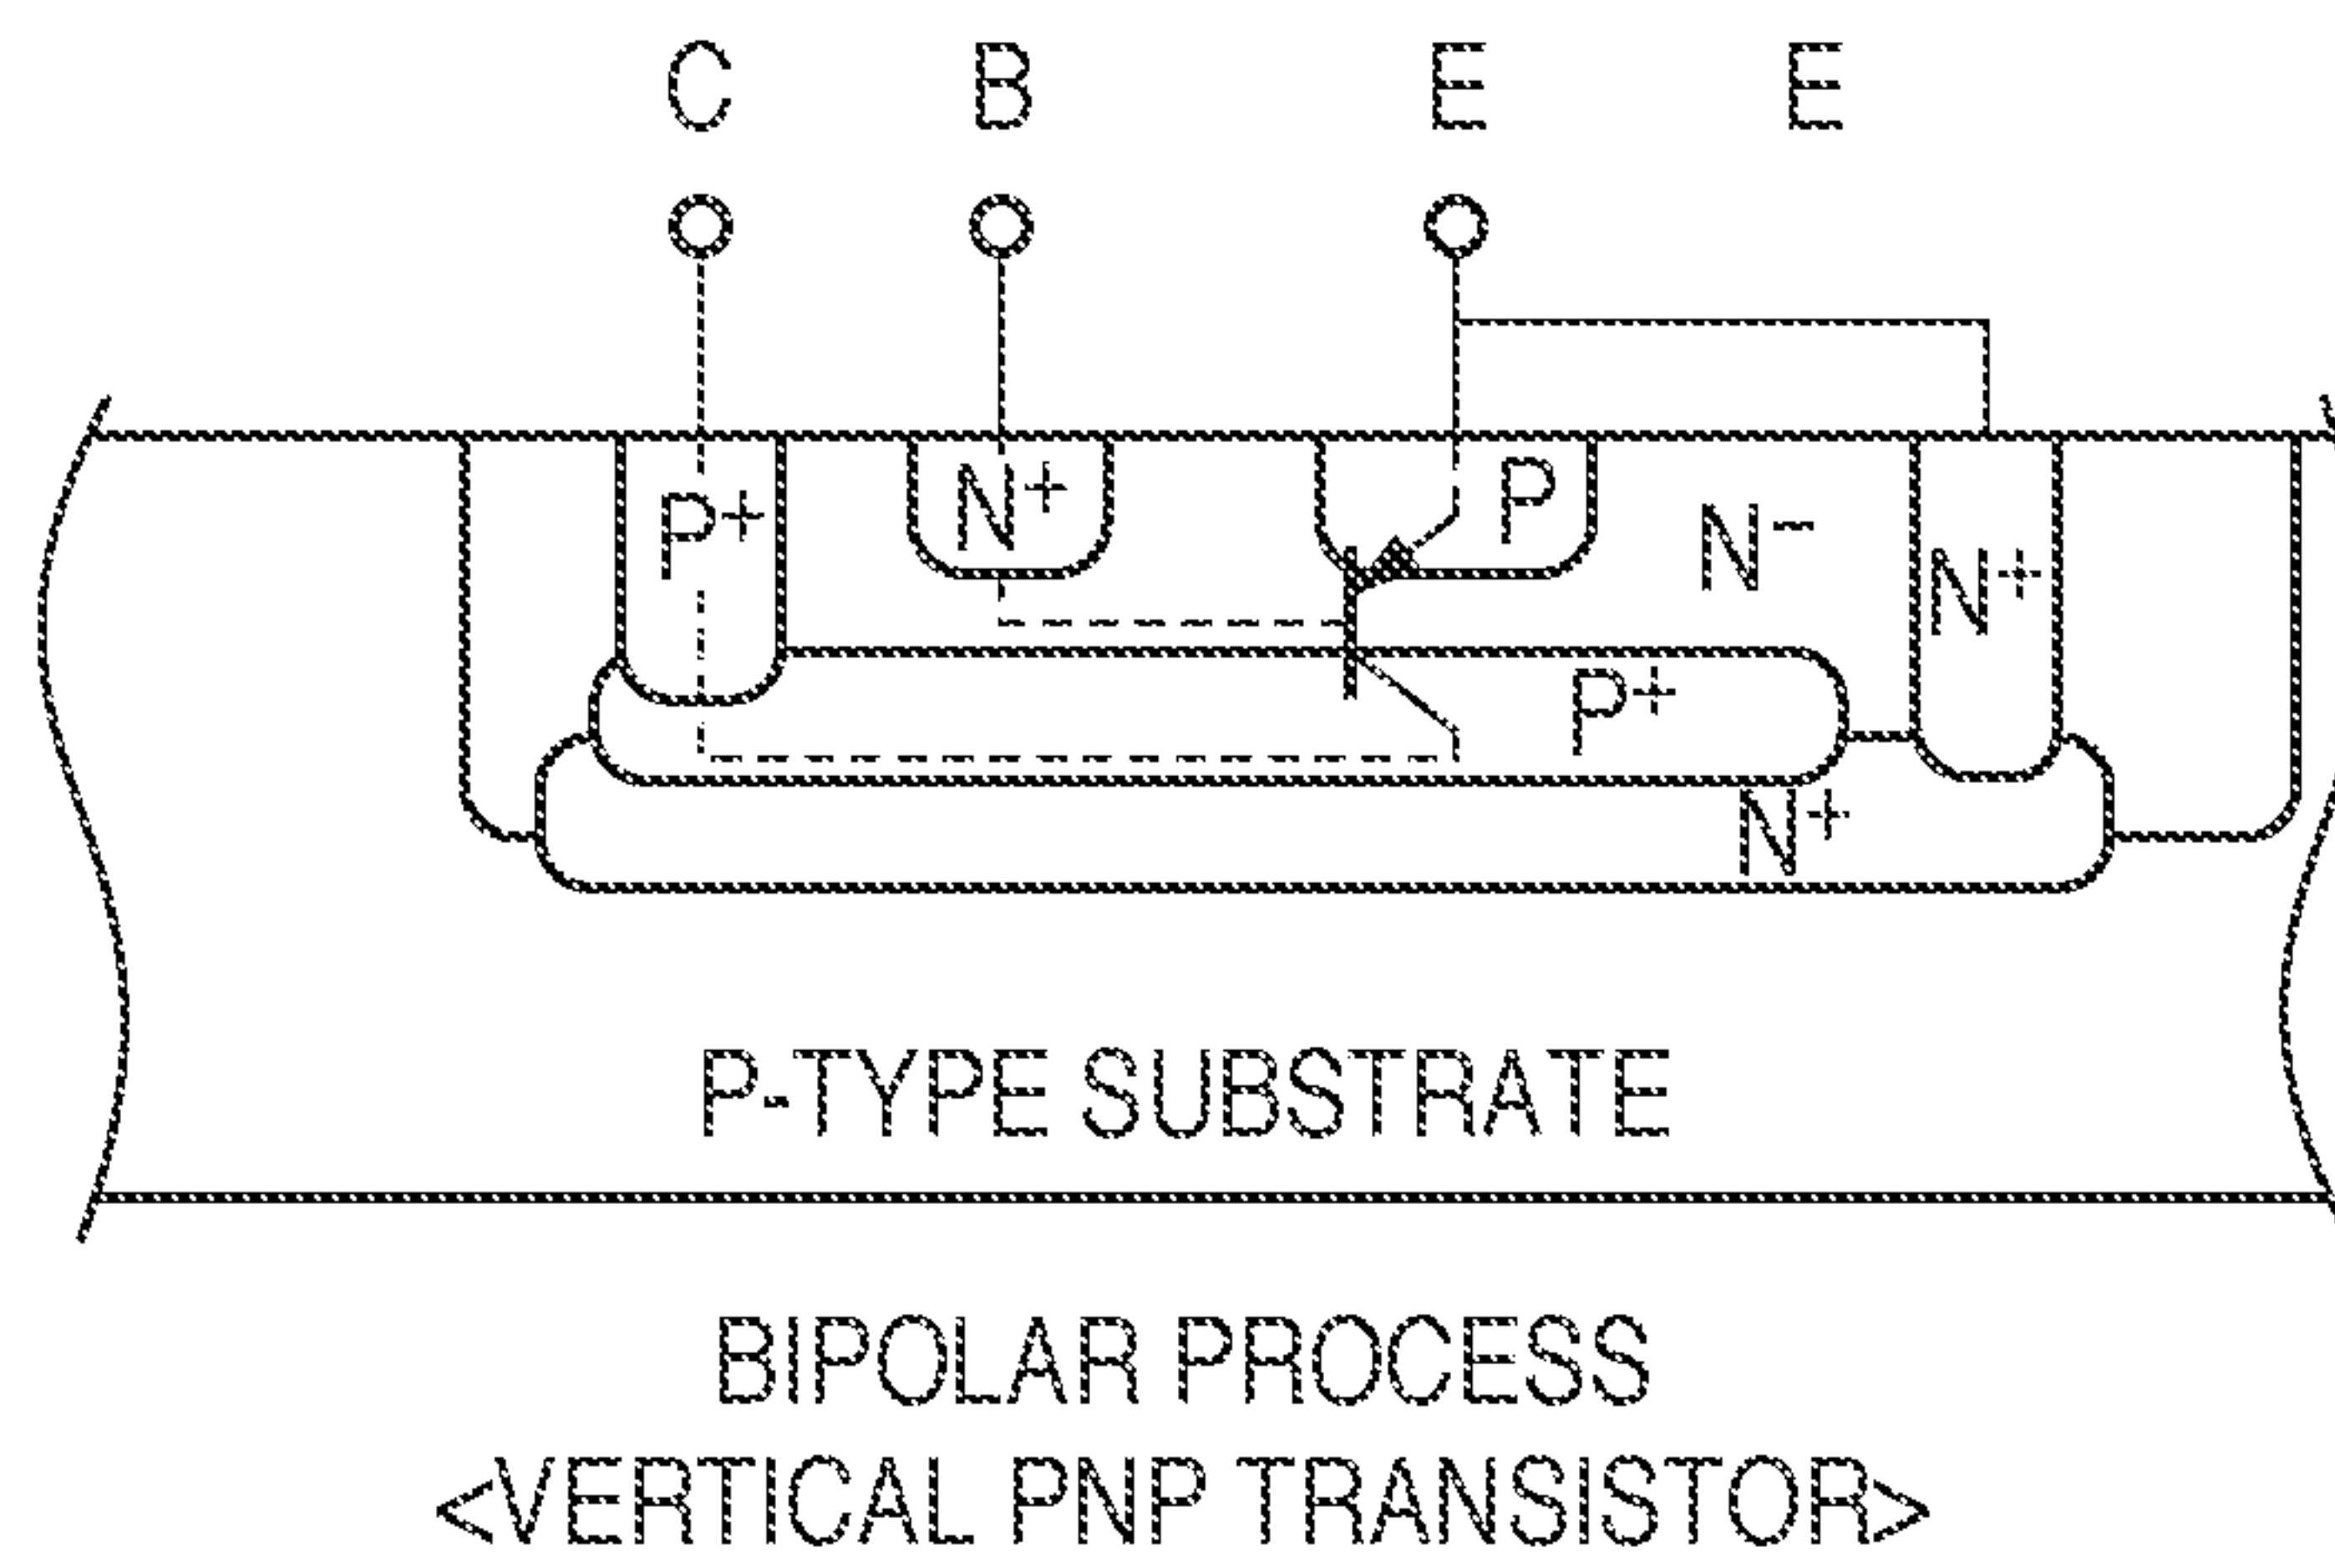 C B E E
P+ N+ P N- N+
P+
N+
P-TYPE SUBSTRATE
BIPOLAR PROCESS
<VERTICAL PNP TRANSISTOR>